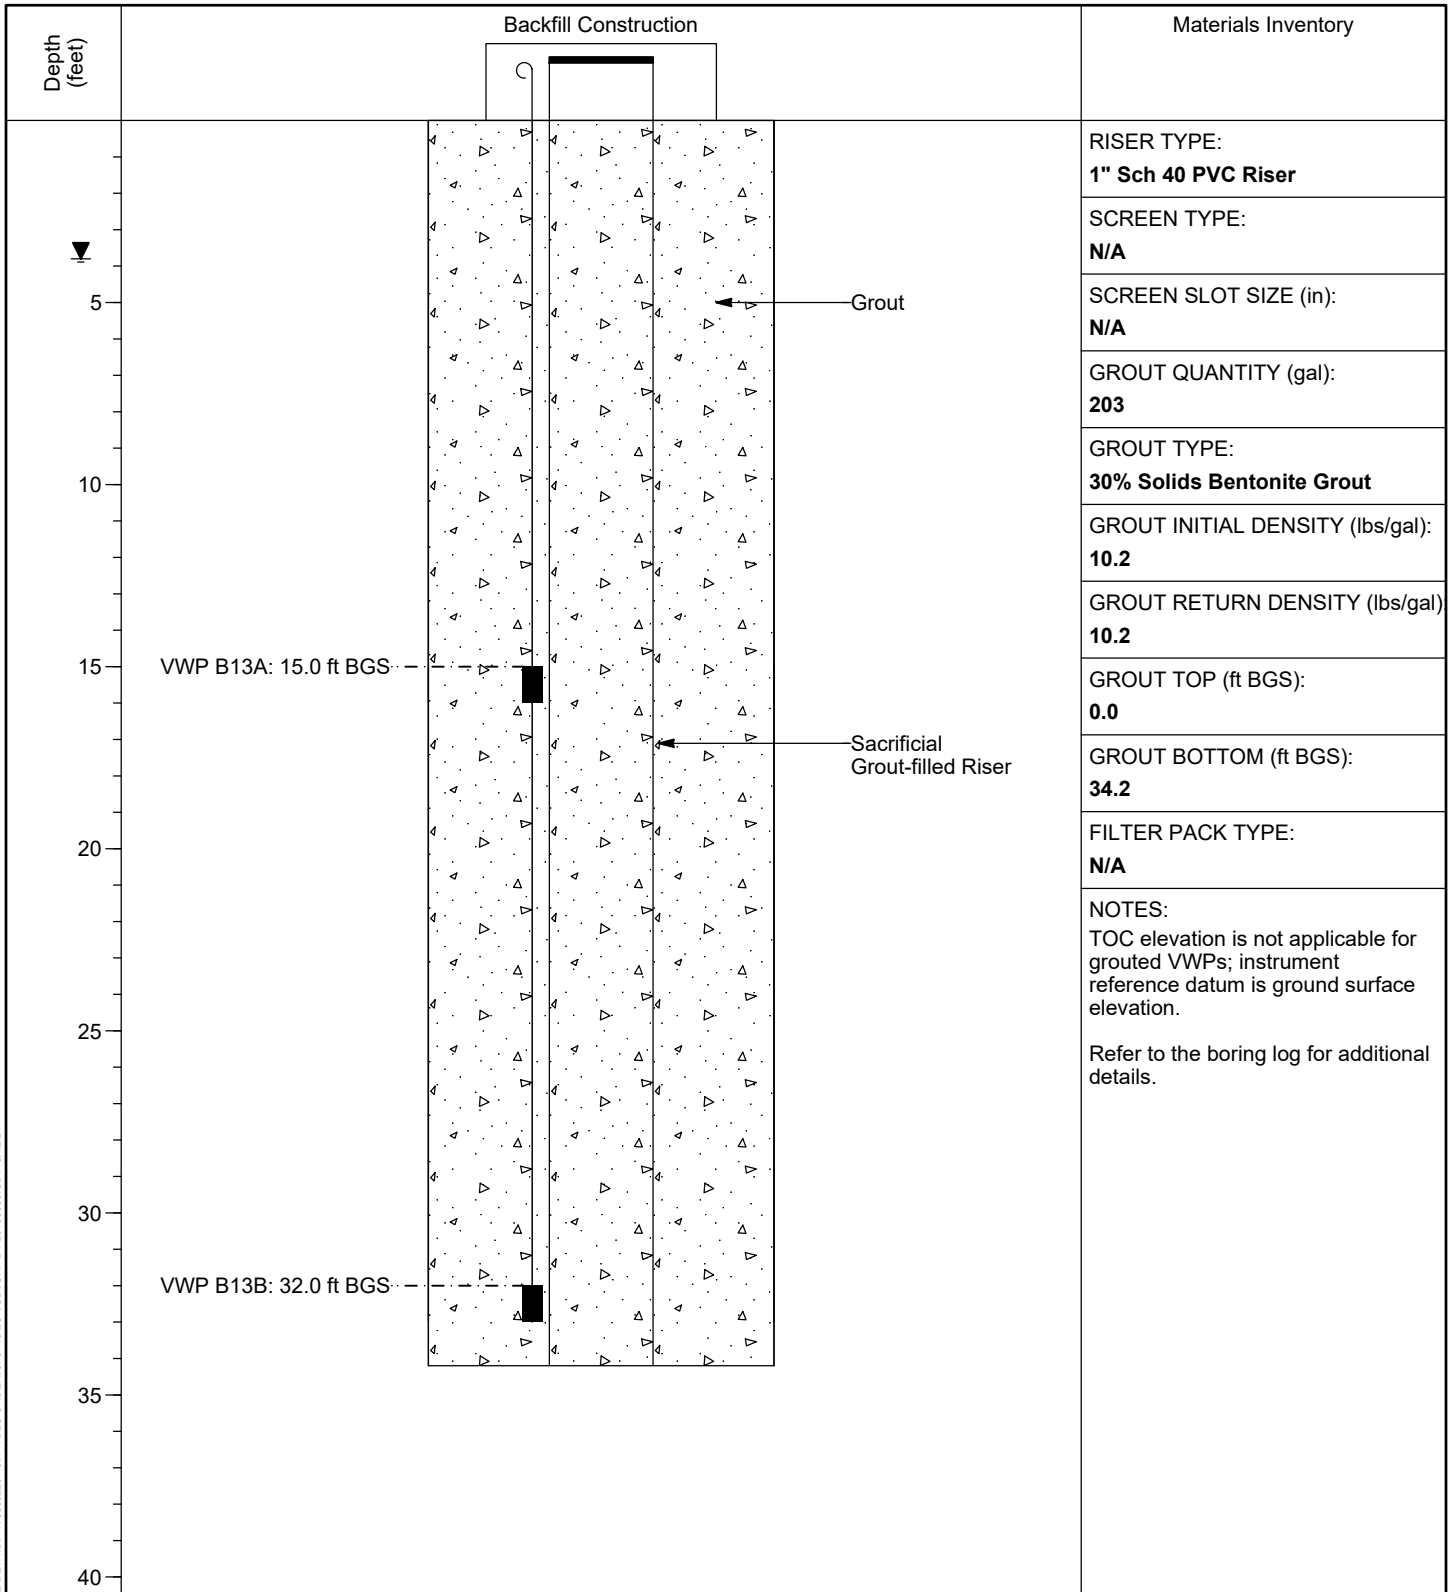 Depth
(feet)
Backfill Construction
Materials Inventory
5
10
15
20
25
30
35
40
Grout
VWP B13A: 15.0 ft BGS
Sacrificial
Grout-filled Riser
VWP B13B: 32.0 ft BGS
RISER TYPE:
1" Sch 40 PVC Riser
SCREEN TYPE:
N/A
SCREEN SLOT SIZE (in):
N/A
GROUT QUANTITY (gal):
203
GROUT TYPE:
30% Solids Bentonite Grout
GROUT INITIAL DENSITY (lbs/gal):
10.2
GROUT RETURN DENSITY (lbs/gal):
10.2
GROUT TOP (ft BGS):
0.0
GROUT BOTTOM (ft BGS):
34.2
FILTER PACK TYPE:
N/A
NOTES:
TOC elevation is not applicable for
grouted VWPs; instrument
reference datum is ground surface
elevation.
Refer to the boring log for additional
details.